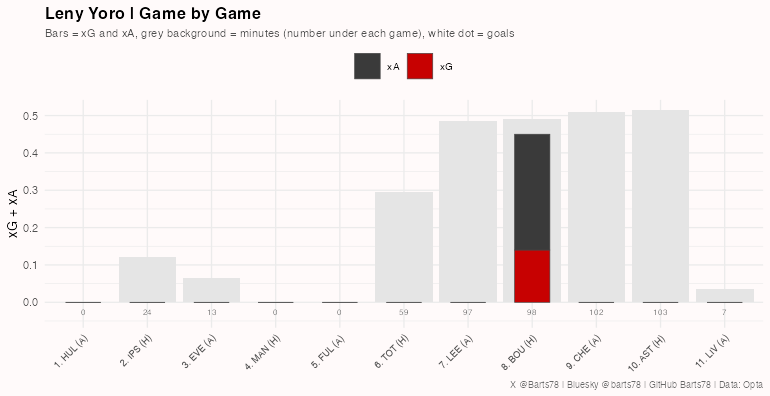 Leny Yoro | Game by Game
Bars = xG and xA, grey background = minutes (number under each game), white dot = goals
xA xG
xG + xA
0.5
0.4
0.3
0.2
0.1
0.0
0 24 13 0 0 59 97 98 102 103 7
1. HUL (A) 2. IPS (H) 3. EVE (A) 4. MAN (H) 5. FUL (A) 6. TOT (H) 7. LEE (A) 8. BOU (H) 9. CHE (A) 10. AST (H) 11. LIV (A)
X @Barts78 | Bluesky @barts78 | GitHub Barts78 | Data: Opta